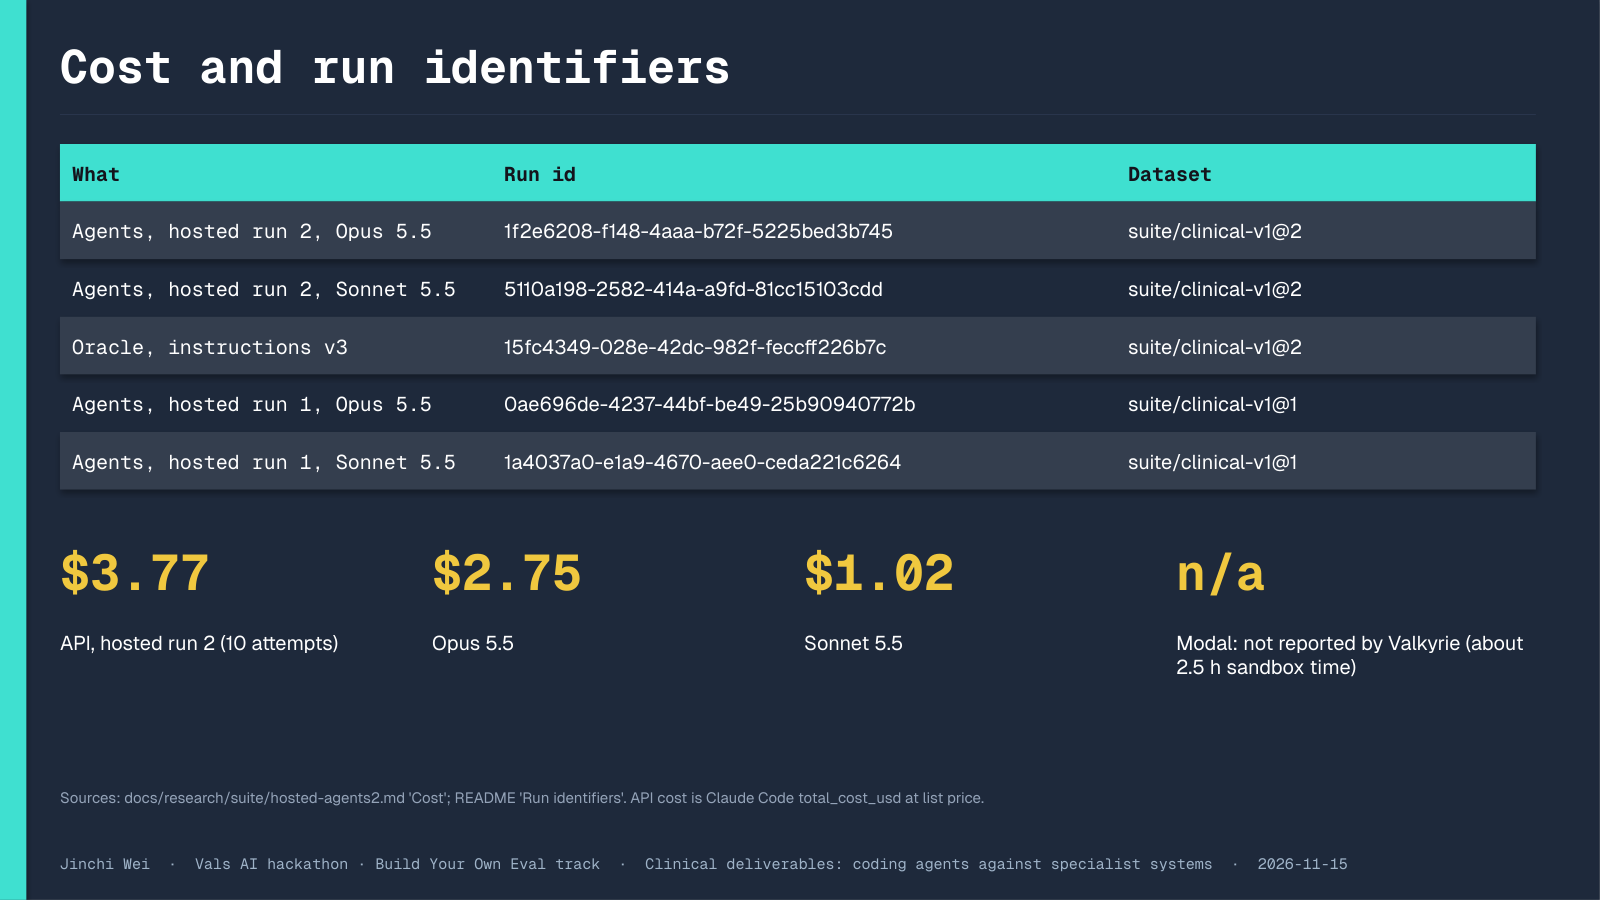 Cost and run identifiers
What Run id Dataset
Agents, hosted run 2, Opus 5.5 1f2e6208-f148-4aaa-b72f-5225bed3b745 suite/clinical-v1@2
Agents, hosted run 2, Sonnet 5.5 5110a198-2582-414a-a9fd-81cc15103cdd suite/clinical-v1@2
Oracle, instructions v3 15fc4349-028e-42dc-982f-feccff226b7c suite/clinical-v1@2
Agents, hosted run 1, Opus 5.5 0ae696de-4237-44bf-be49-25b90940772b suite/clinical-v1@1
Agents, hosted run 1, Sonnet 5.5 1a4037a0-e1a9-4670-aee0-ceda221c6264 suite/clinical-v1@1
$3.77 $2.75 $1.02 n/a
API, hosted run 2 (10 attempts) Opus 5.5 Sonnet 5.5 Modal: not reported by Valkyrie (about
2.5 h sandbox time)
Sources: docs/research/suite/hosted-agents2.md 'Cost'; README 'Run identifiers'. API cost is Claude Code total_cost_usd at list price.
Jinchi Wei · Vals AI hackathon · Build Your Own Eval track · Clinical deliverables: coding agents against specialist systems · 2026-11-15